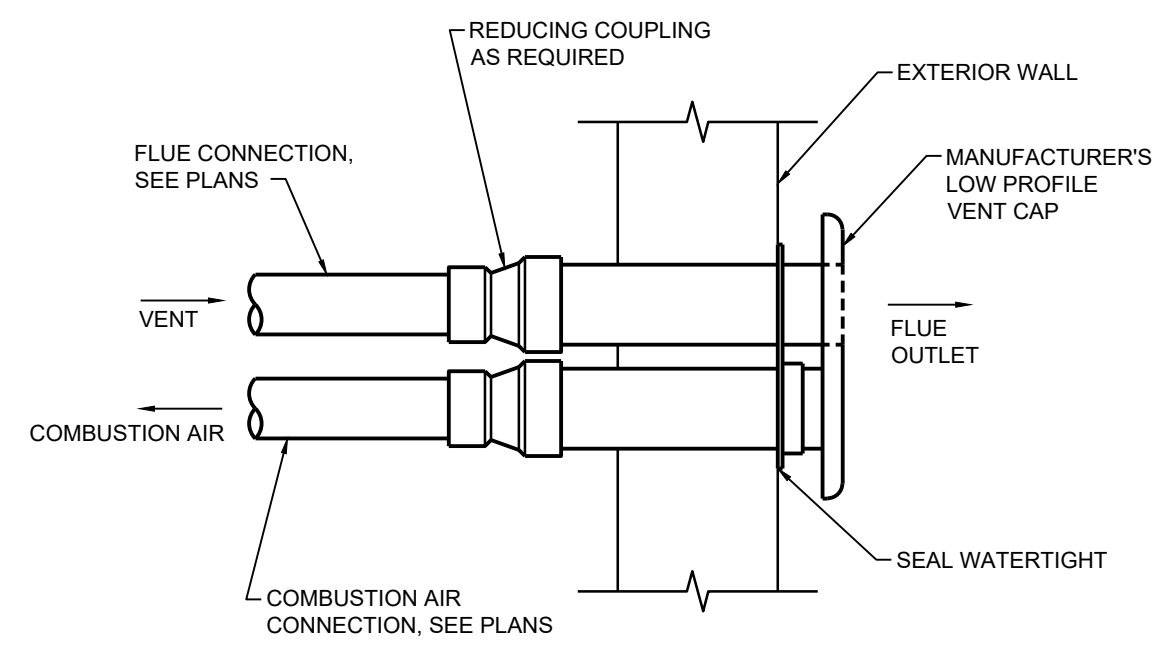 REDUCING COUPLING
AS REQUIRED
EXTERIOR WALL
FLUE CONNECTION,
SEE PLANS
MANUFACTURER'S
LOW PROFILE
VENT CAP
VENT
FLUE
OUTLET
COMBUSTION AIR
SEAL WATERTIGHT
COMBUSTION AIR
CONNECTION, SEE PLANS